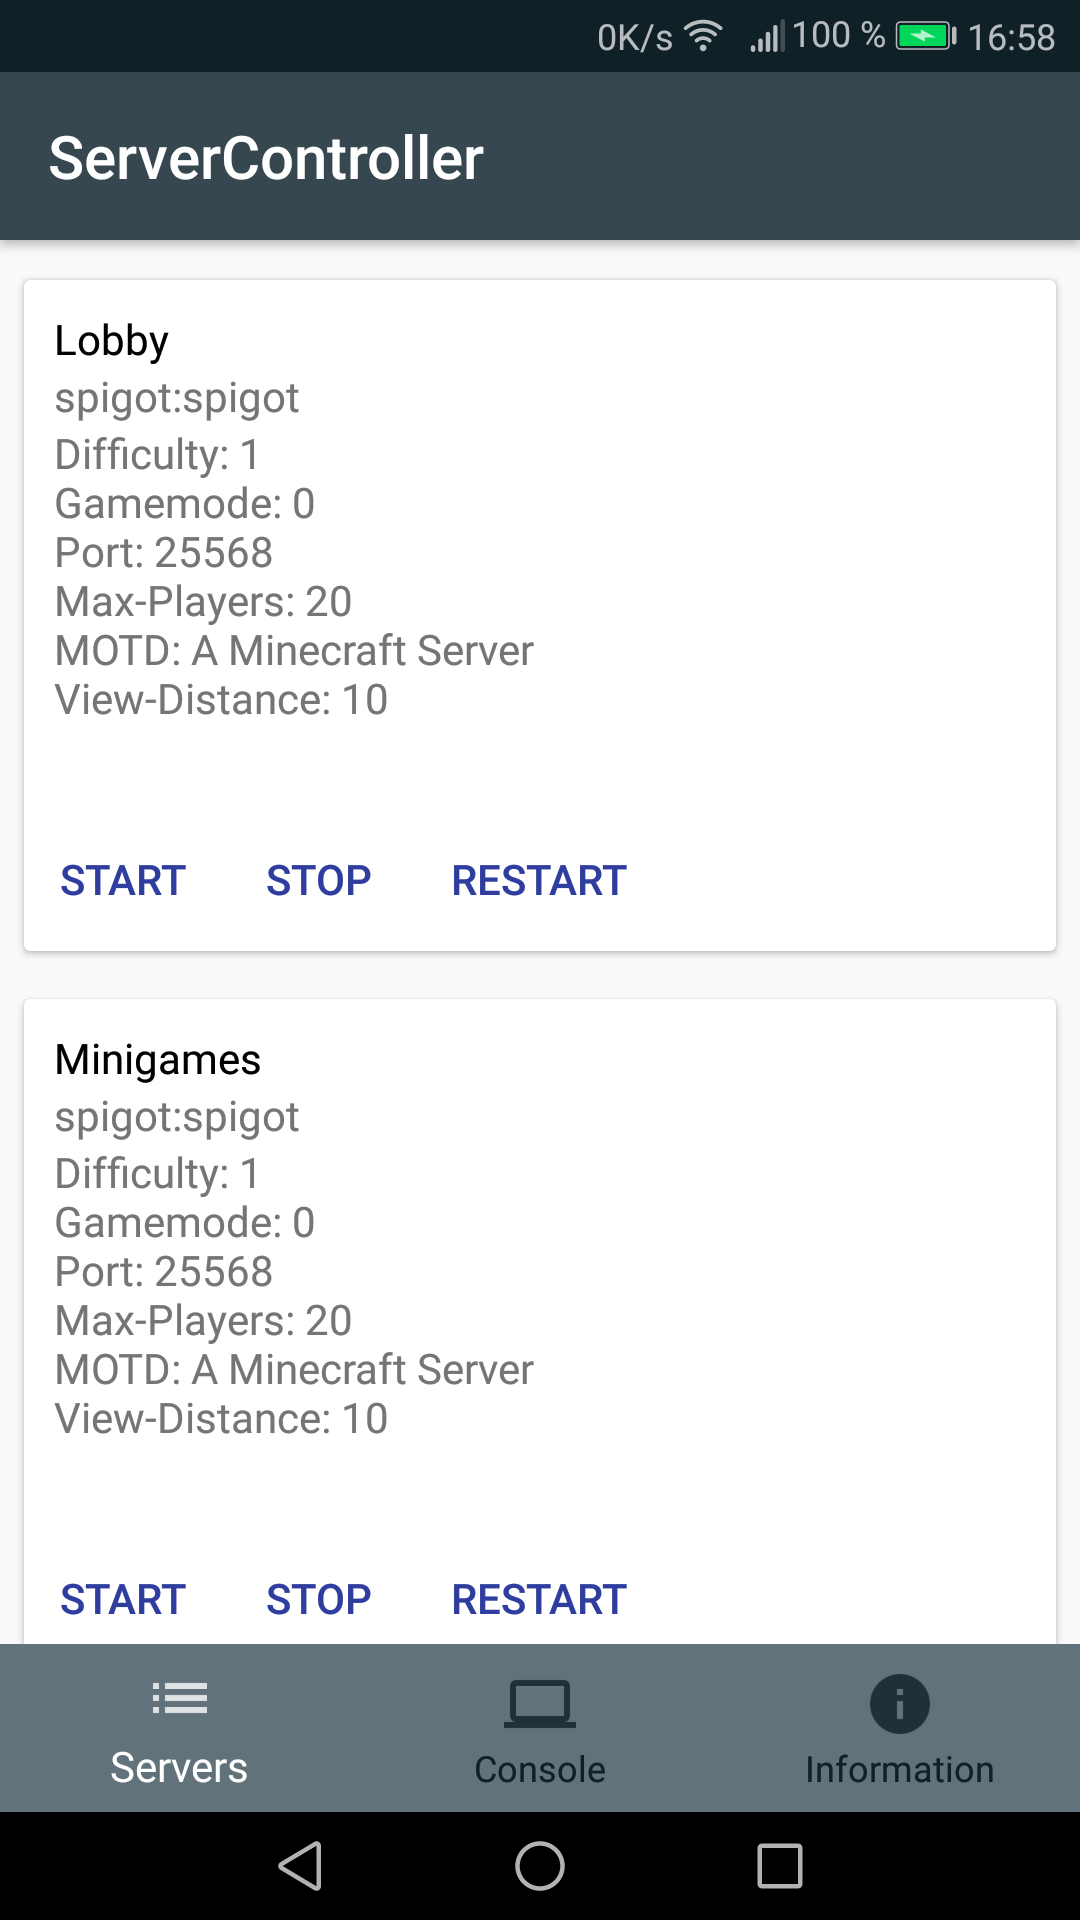 0K/s 100 % 16:58
ServerController
Lobby
spigot:spigot
Difficulty: 1
Gamemode: 0
Port: 25568
Max-Players: 20
MOTD: A Minecraft Server
View-Distance: 10
START STOP RESTART
Minigames
spigot:spigot
Difficulty: 1
Gamemode: 0
Port: 25568
Max-Players: 20
MOTD: A Minecraft Server
View-Distance: 10
START STOP RESTART
Servers Console Information